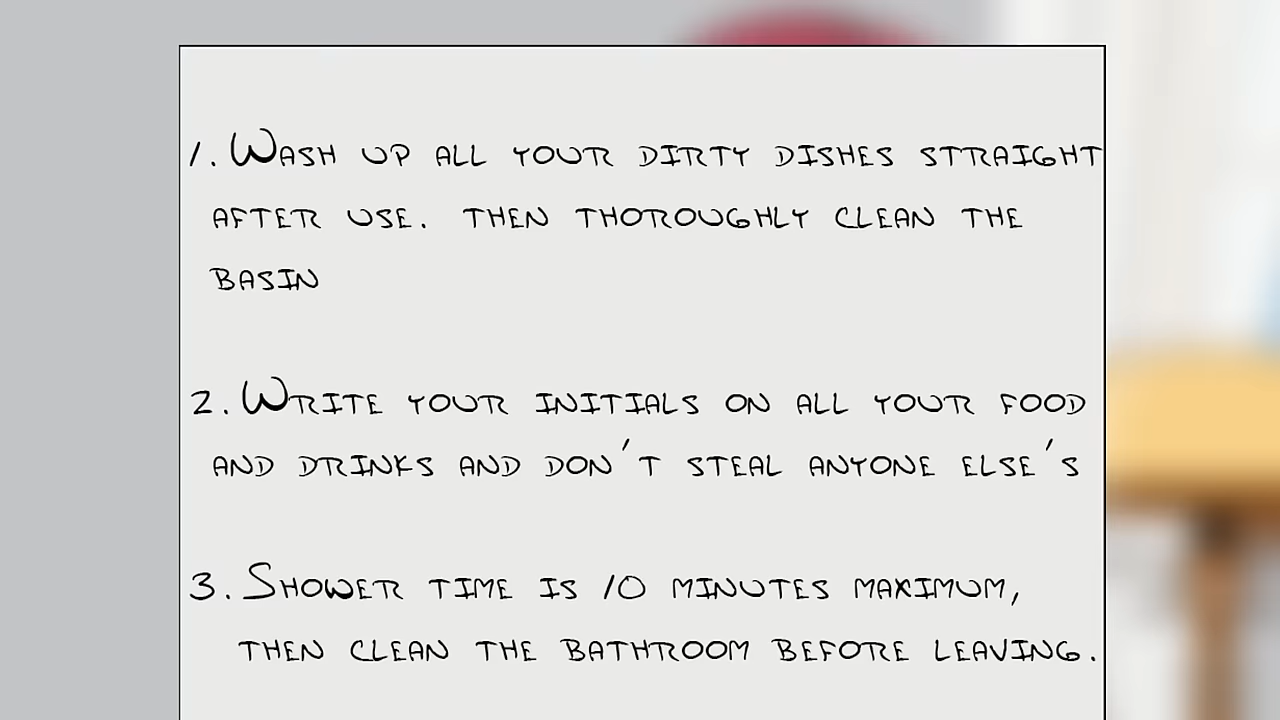 1. Wash up all your dirty dishes straight
after use. then thoroughly clean the
basin
2. Write your initials on all your food
and drinks and don't steal anyone else's
3. Shower time is 10 minutes maximum,
then clean the bathroom before leaving.